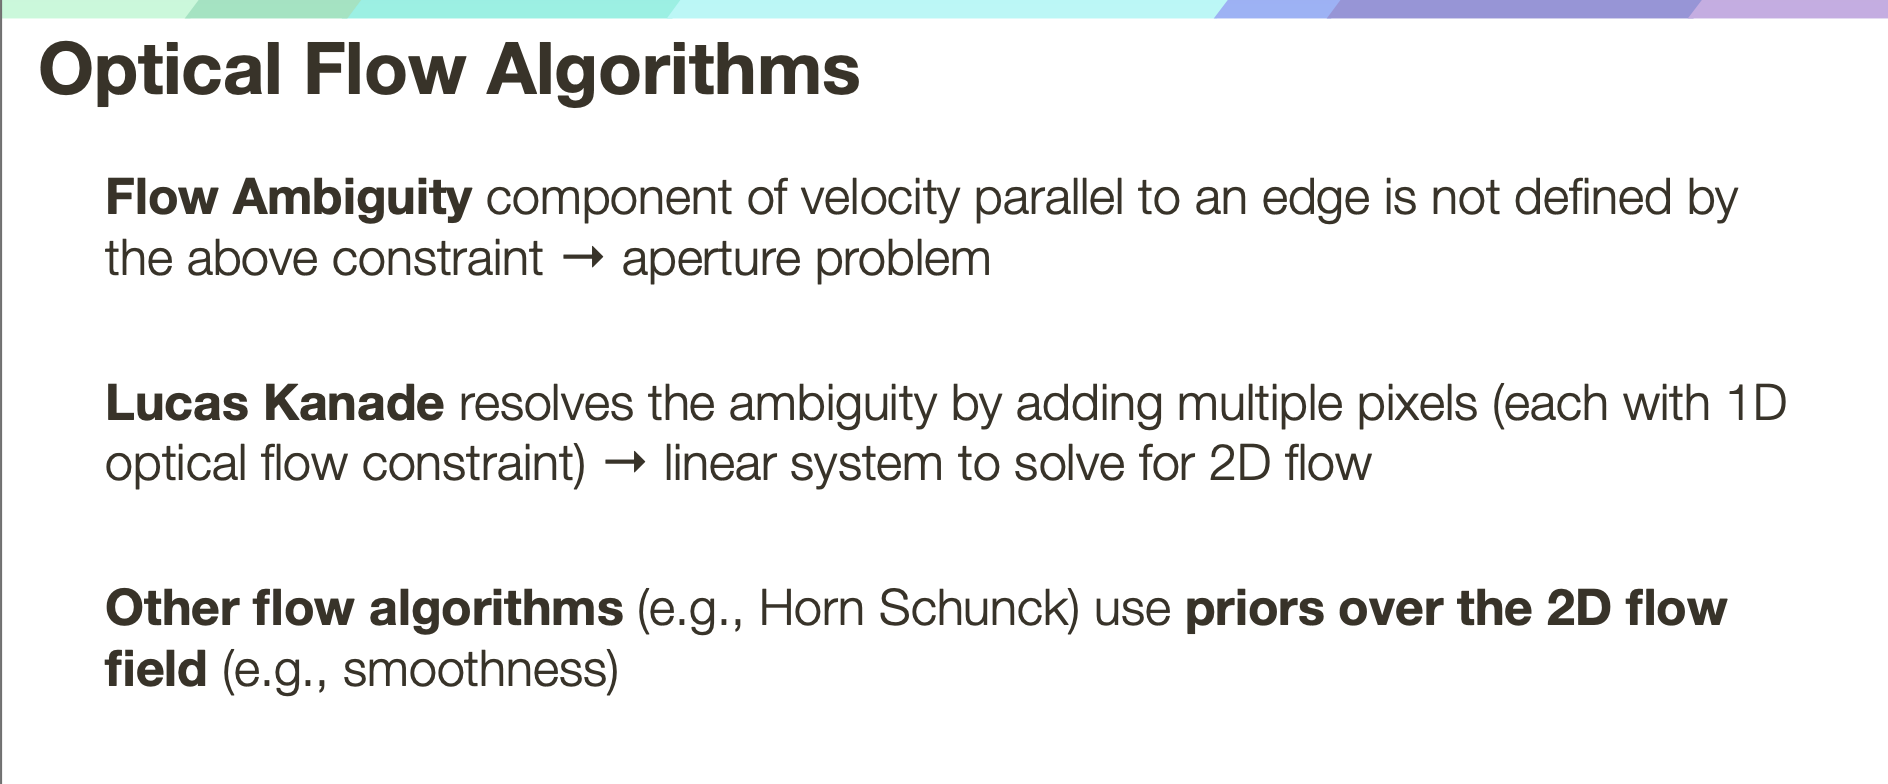 Optical Flow Algorithms
Flow Ambiguity component of velocity parallel to an edge is not defined by
the above constraint → aperture problem
Lucas Kanade resolves the ambiguity by adding multiple pixels (each with 1D
optical flow constraint) → linear system to solve for 2D flow
Other flow algorithms (e.g., Horn Schunck) use priors over the 2D flow
field (e.g., smoothness)